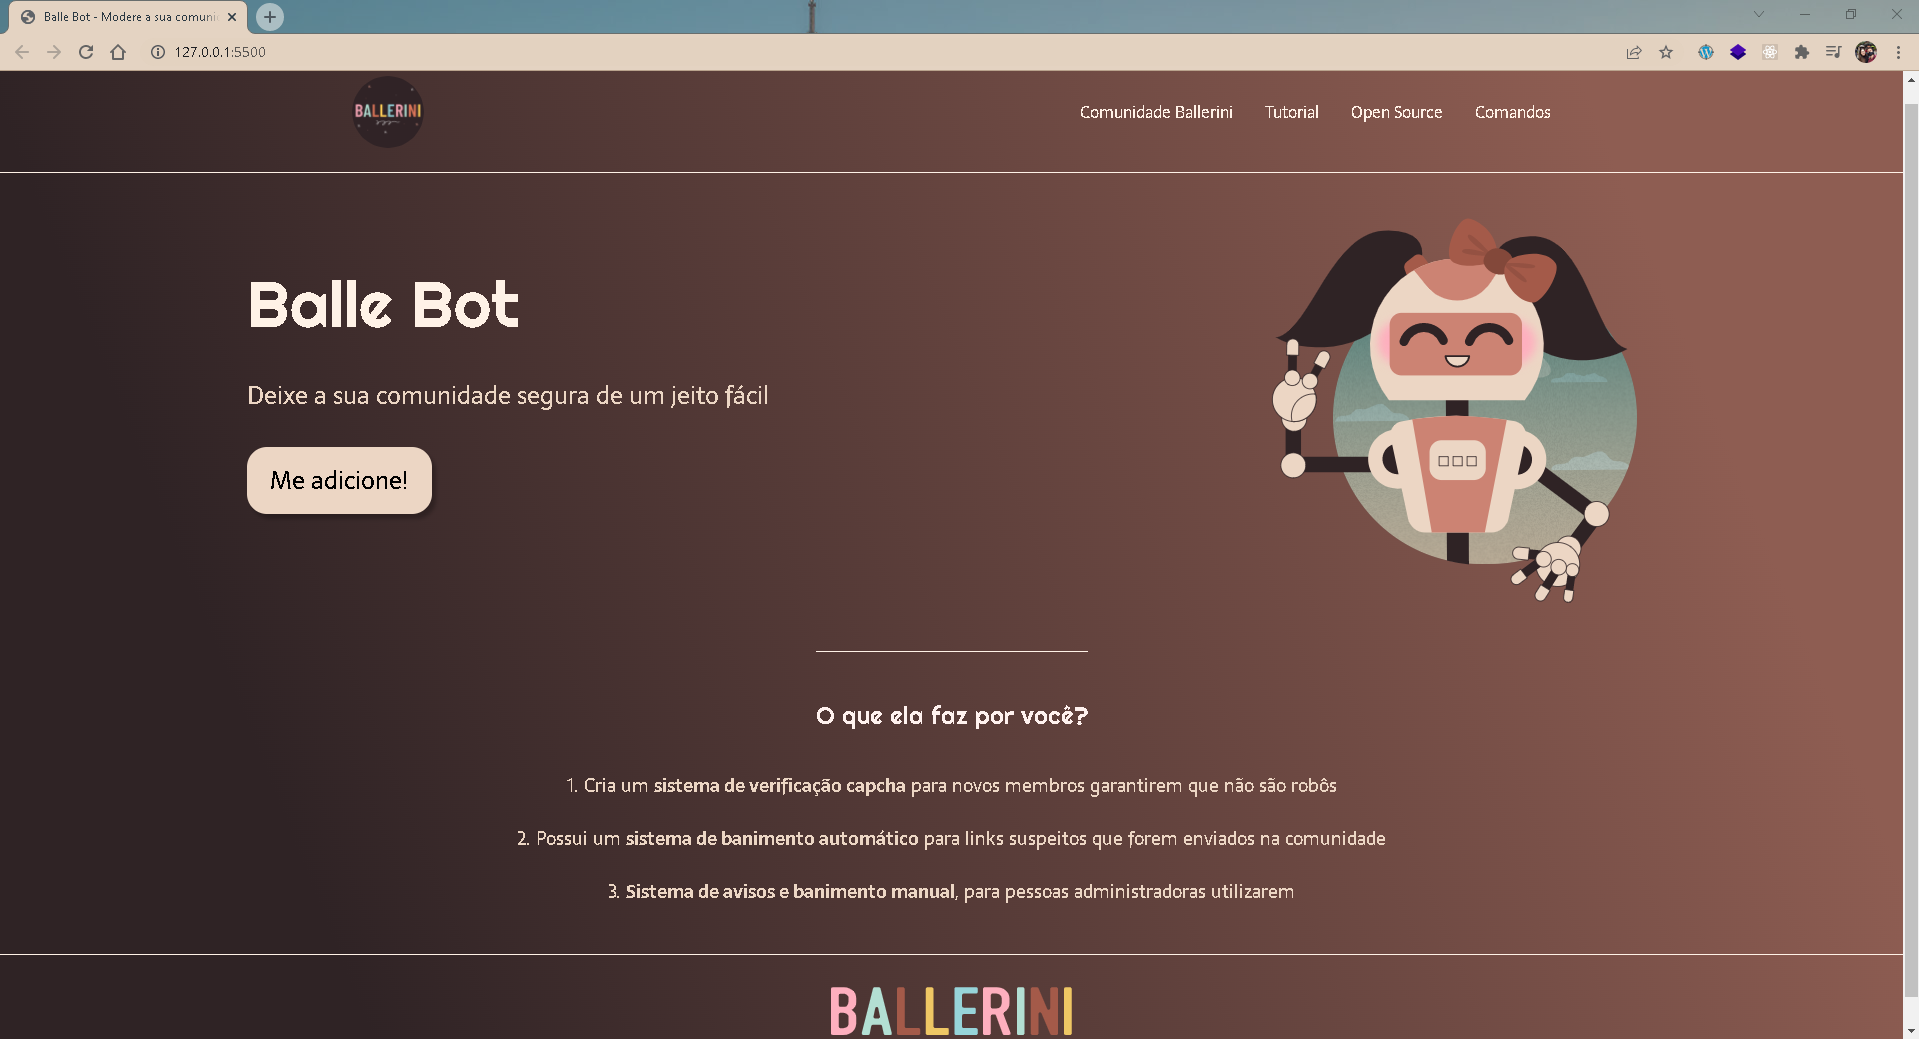 Balle Bot - Modere a sua comuni
127.0.0.1:5500
BALLERINI
Comunidade Ballerini Tutorial Open Source Comandos
Balle Bot
Deixe a sua comunidade segura de um jeito fácil
Me adicione!
O que ela faz por você?
1. Cria um sistema de verificação capcha para novos membros garantirem que não são robôs
2. Possui um sistema de banimento automático para links suspeitos que forem enviados na comunidade
3. Sistema de avisos e banimento manual, para pessoas administradoras utilizarem
BALLERINI